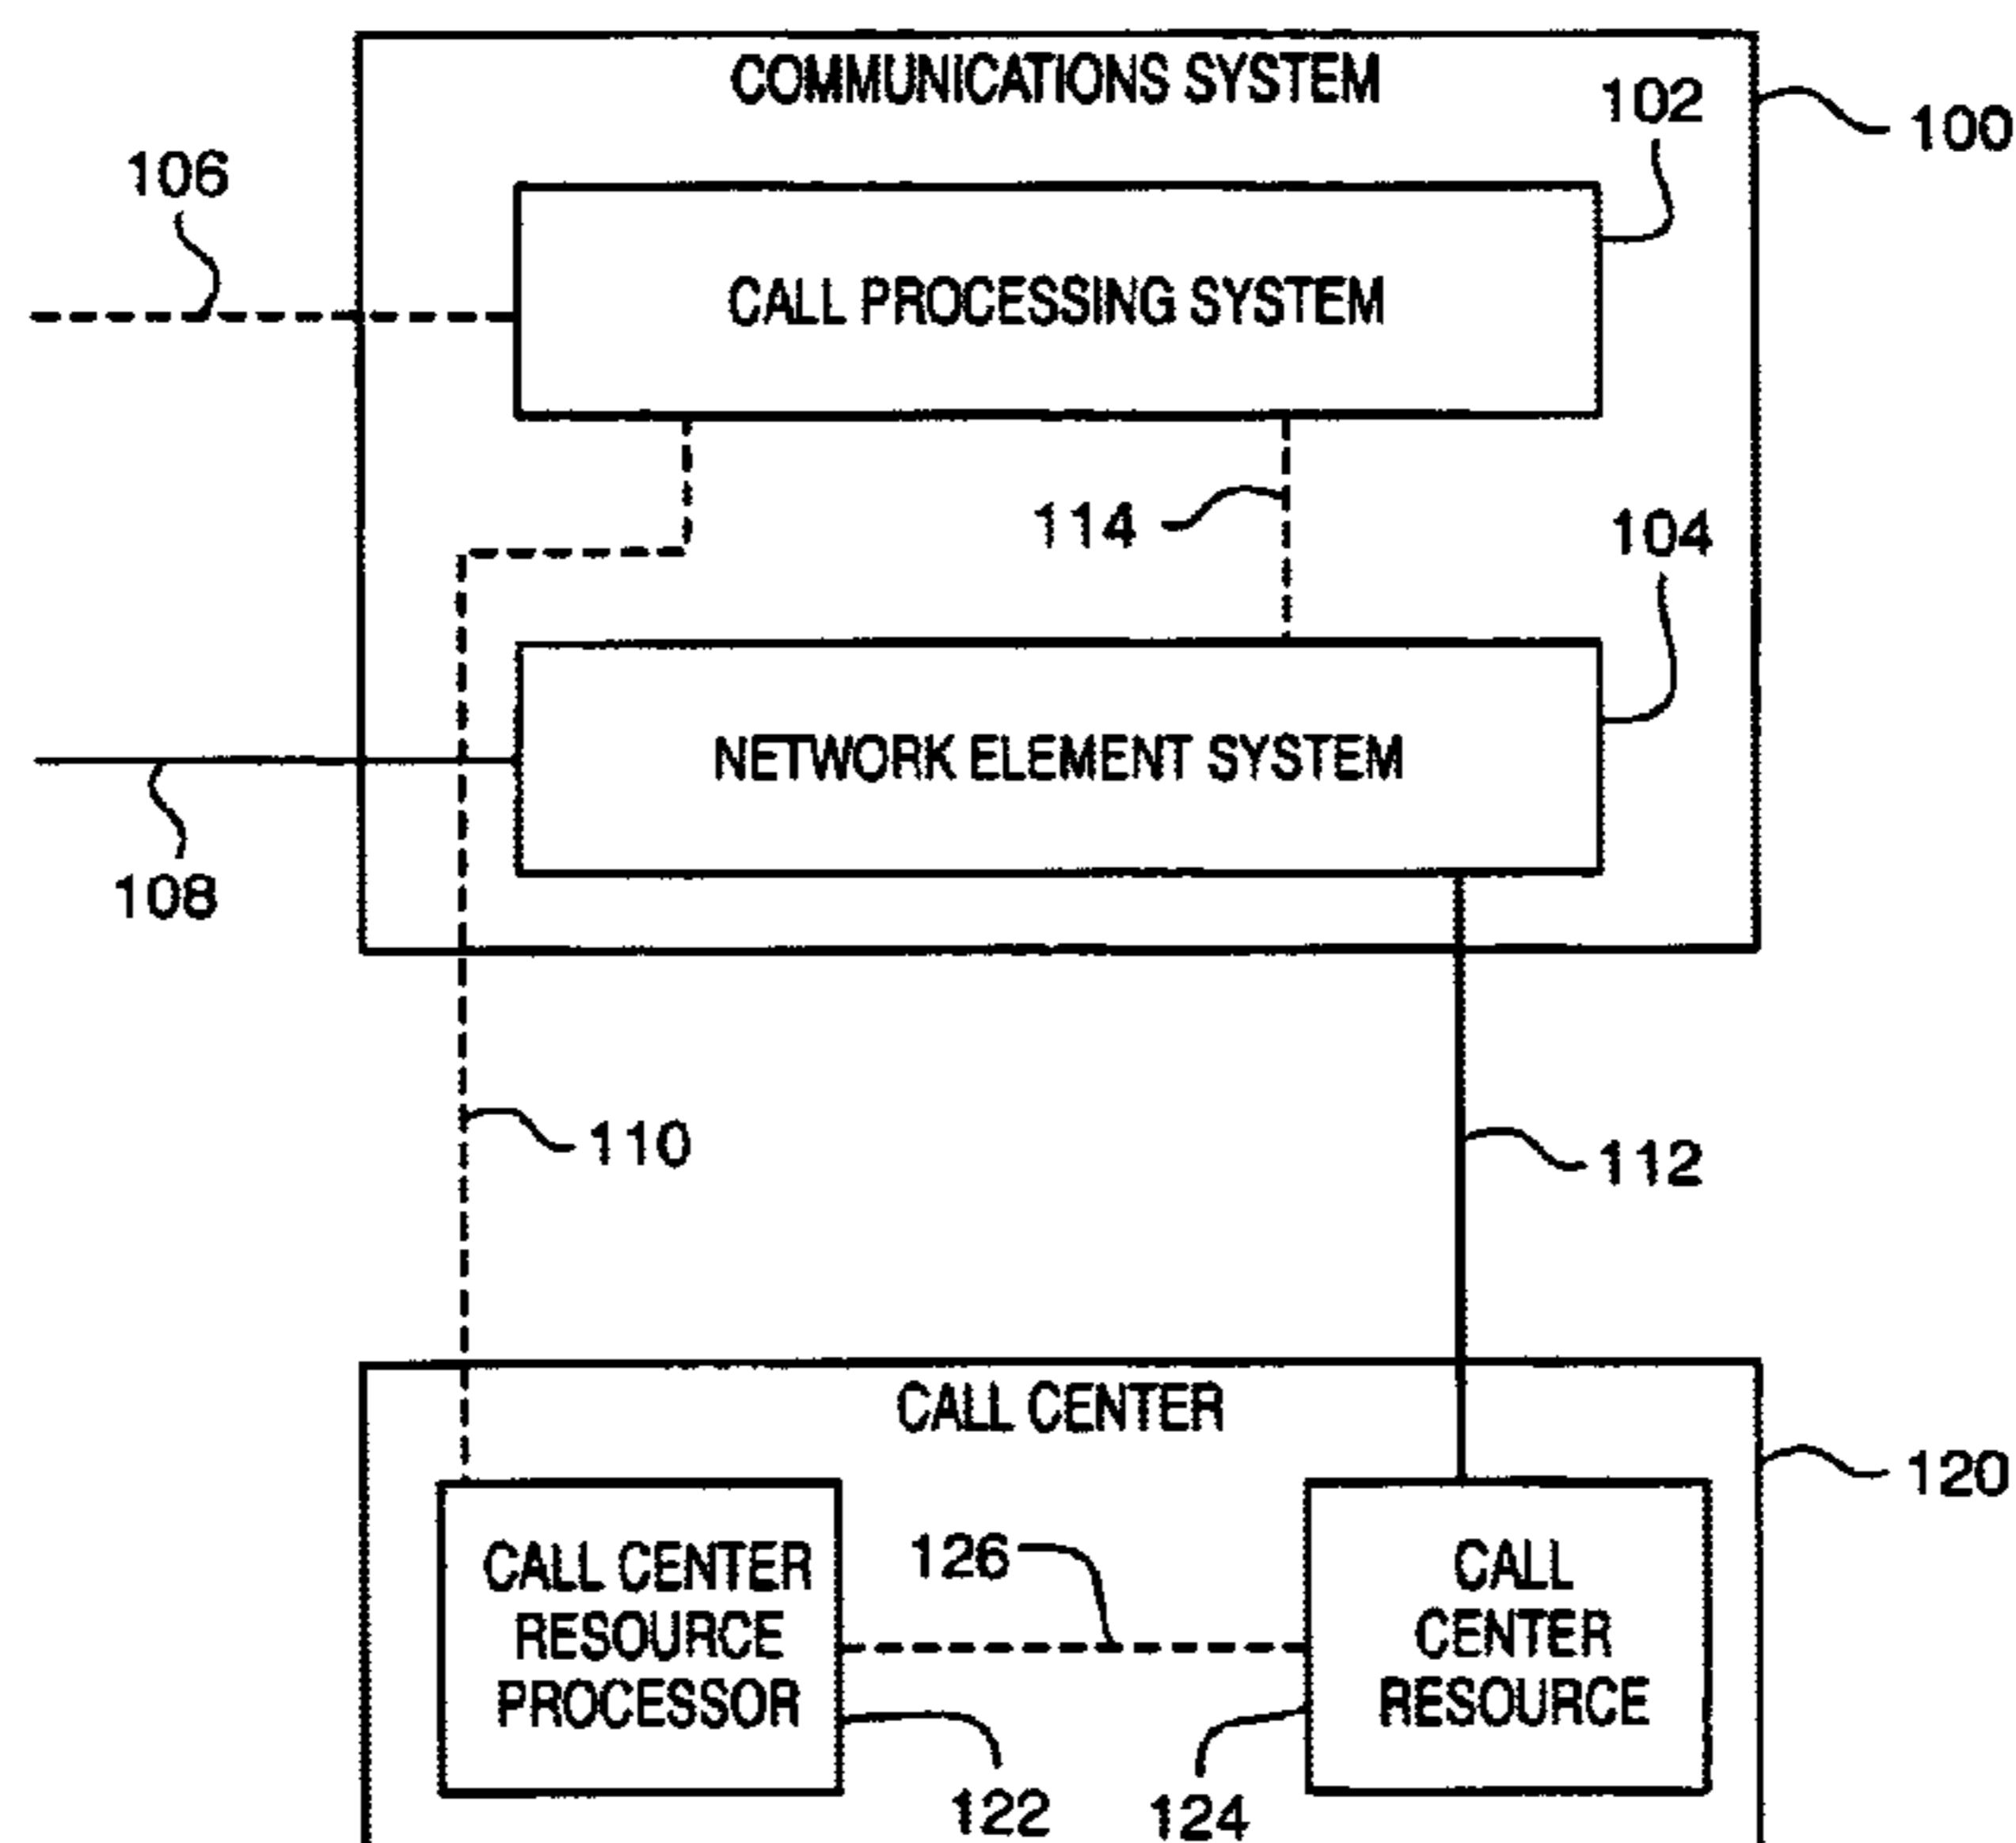 COMMUNICATIONS SYSTEM
102
100
106
CALL PROCESSING SYSTEM
114
104
NETWORK ELEMENT SYSTEM
108
110
112
CALL CENTER
120
126
CALL CENTER
RESOURCE
PROCESSOR
CALL
CENTER
RESOURCE
122
124